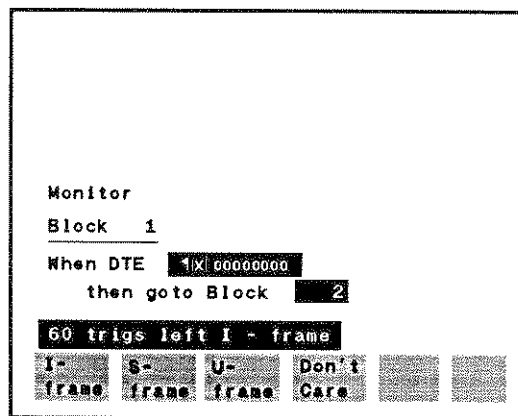 Monitor
Block 1
When DTE 1 X 00000000
then goto Block 2
60 trigs left I - frame
I-frame S-frame U-frame Don't Care